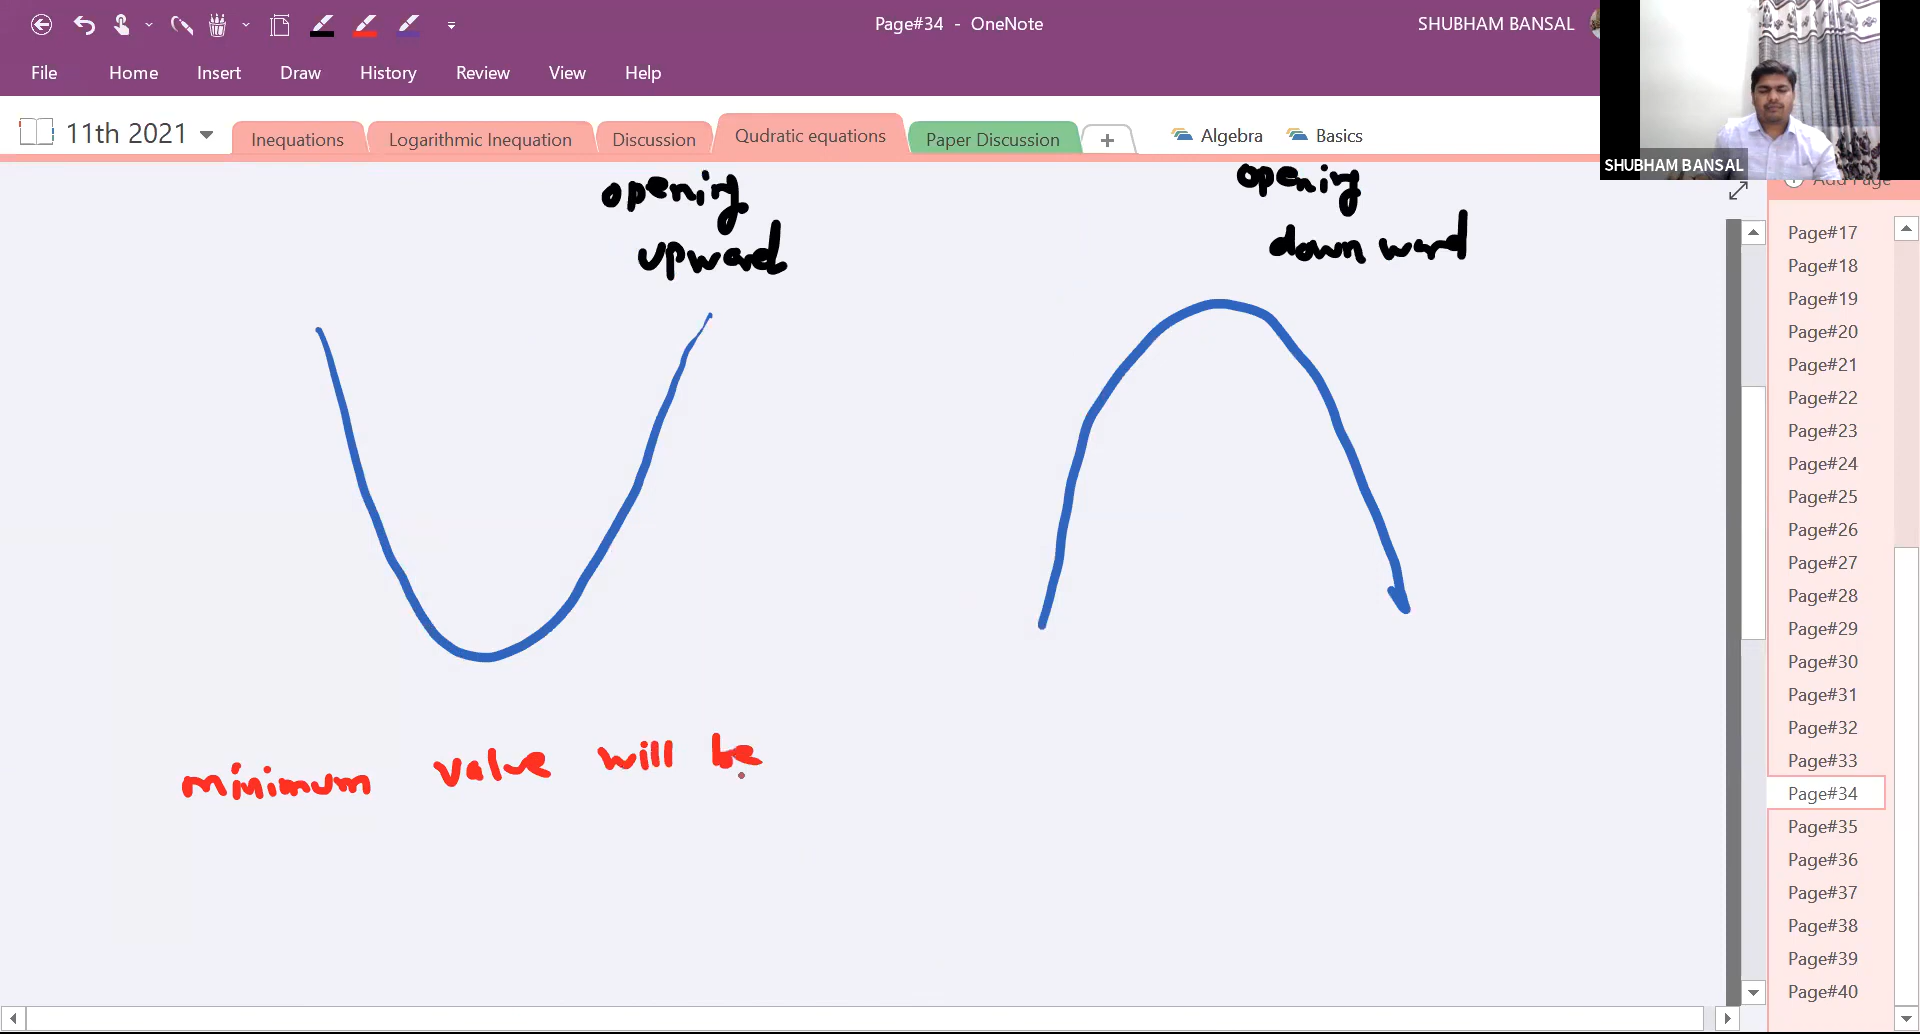 Page#34 - OneNote
SHUBHAM BANSAL
File Home Insert Draw History Review View Help
11th 2021
Inequations
Logarithmic Inequation
Discussion
Qudratic equations
Paper Discussion
+
Algebra
Basics
SHUBHAM BANSAL
Add Page
opening
upward
opening
down ward
minimum value will be
Page#17
Page#18
Page#19
Page#20
Page#21
Page#22
Page#23
Page#24
Page#25
Page#26
Page#27
Page#28
Page#29
Page#30
Page#31
Page#32
Page#33
Page#34
Page#35
Page#36
Page#37
Page#38
Page#39
Page#40